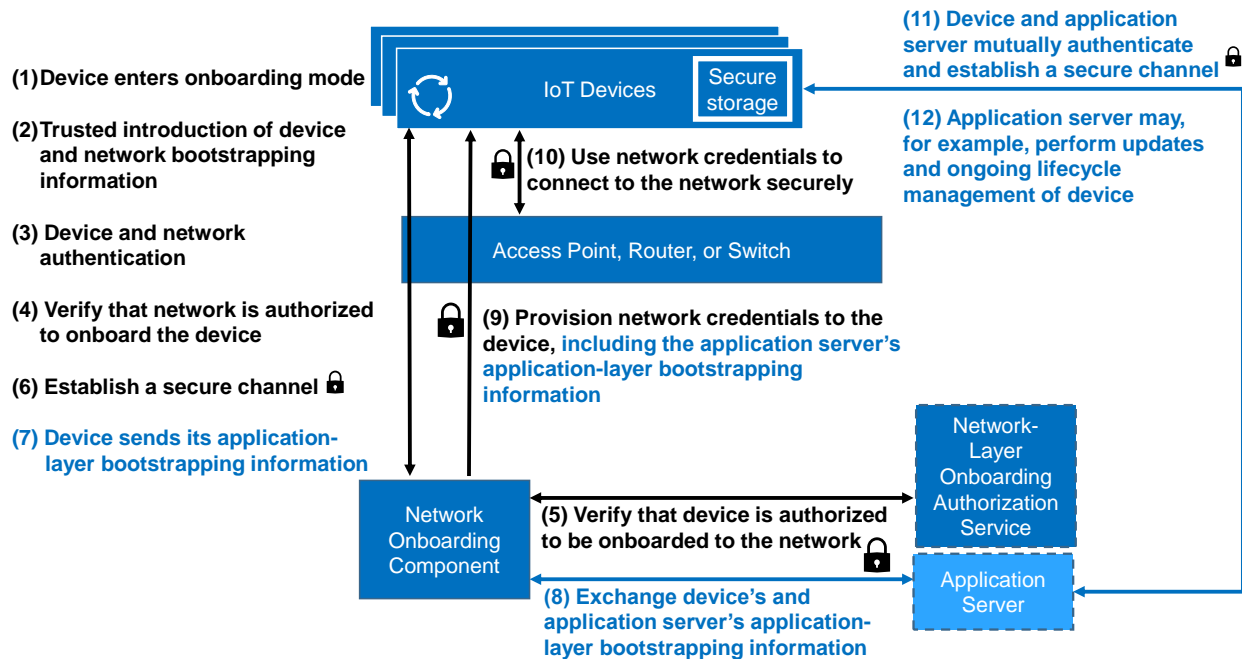 (1) Device enters onboarding mode
(2) Trusted introduction of device
and network bootstrapping
information
(3) Device and network
authentication
(4) Verify that network is authorized
to onboard the device
(6) Establish a secure channel
(7) Device sends its application-
layer bootstrapping information
IoT Devices
Secure
storage
(10) Use network credentials to
connect to the network securely
Access Point, Router, or Switch
(9) Provision network credentials to the
device, including the application server’s
application-layer bootstrapping
information
(11) Device and application
server mutually authenticate
and establish a secure channel
(12) Application server may,
for example, perform updates
and ongoing lifecycle
management of device
Network
Onboarding
Component
(5) Verify that device is authorized
to be onboarded to the network
(8) Exchange device’s and
application server’s application-
layer bootstrapping information
Network-
Layer
Onboarding
Authorization
Service
Application
Server